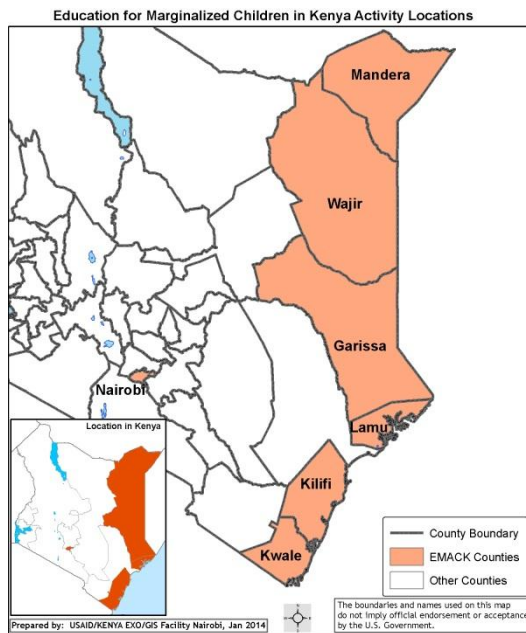 Education for Marginalized Children in Kenya Activity Locations
Mandera
Wajir
Garissa
Nairobi
Lamu
Kilifi
Kwale
Location in Kenya
County Boundary
EMACK Counties
Other Counties
Prepared by: USAID/KENYA EXO/GIS Facility Nairobi, Jan 2014
The boundaries and names used on this map
do not imply official endorsement or acceptance
by the U.S. Government.